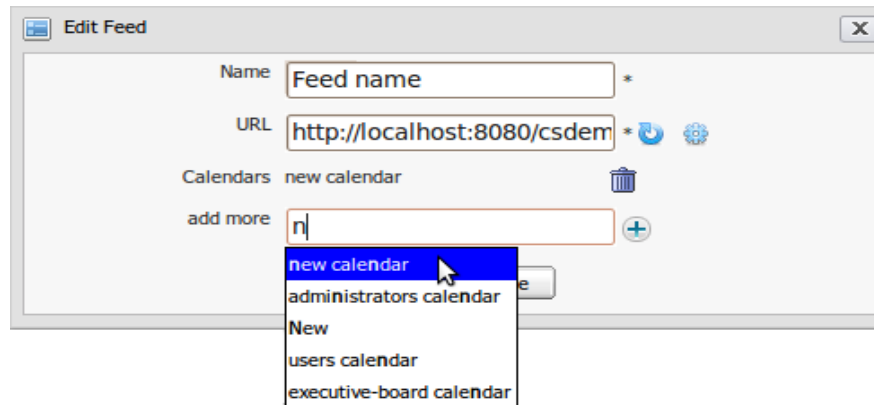 Edit Feed
Name Feed name *
URL http://localhost:8080/csdem *
Calendars new calendar
add more n
new calendar
administrators calendar
New
users calendar
executive-board calendar